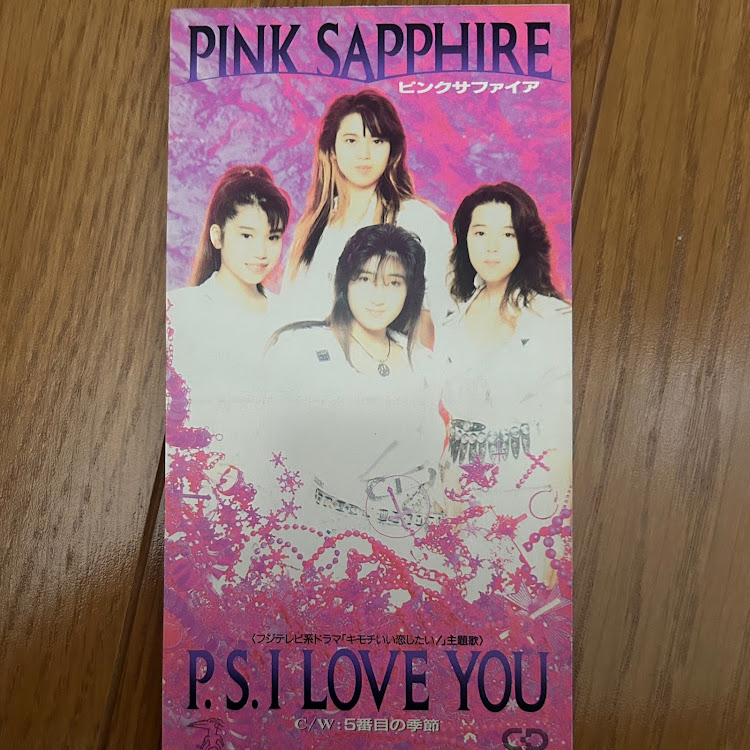 PINK SAPPHIRE
ピンクサファイア
〈フジテレビ系ドラマ「キモチいい恋したい!」主題歌〉
P.S. I LOVE YOU
C/W:5番目の季節
CD